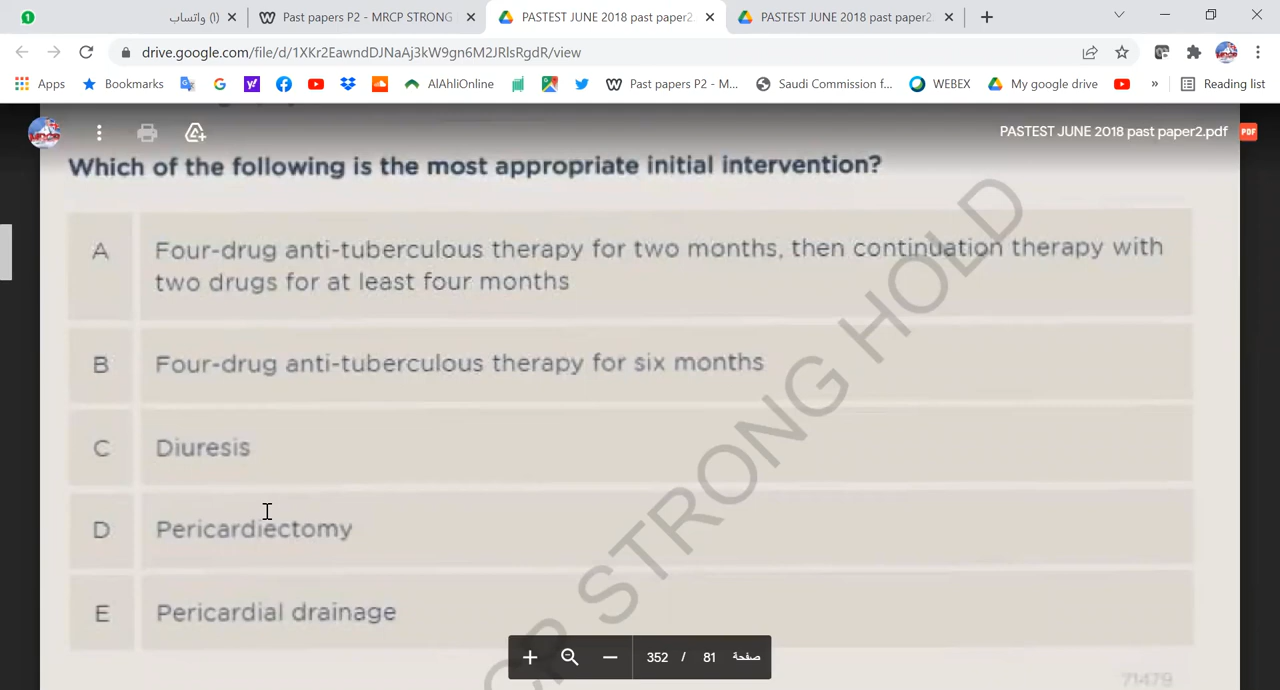 1
(1) واتساب
Past papers P2 - MRCP STRONG
PASTEST JUNE 2018 past paper2.
PASTEST JUNE 2018 past paper2.
drive.google.com/file/d/1XKr2EawndDJNaAj3kW9gn6M2JRlsRgdR/view
Apps
Bookmarks
AlAhliOnline
Past papers P2 - M...
Saudi Commission f...
WEBEX
My google drive
»
Reading list
PASTEST JUNE 2018 past paper2.pdf
PDF
Which of the following is the most appropriate initial intervention?
A
Four-drug anti-tuberculous therapy for two months, then continuation therapy with
two drugs for at least four months
B
Four-drug anti-tuberculous therapy for six months
C
Diuresis
D
Pericardiectomy
E
Pericardial drainage
STRONG HOLD
352 / 81 صفحة
71479